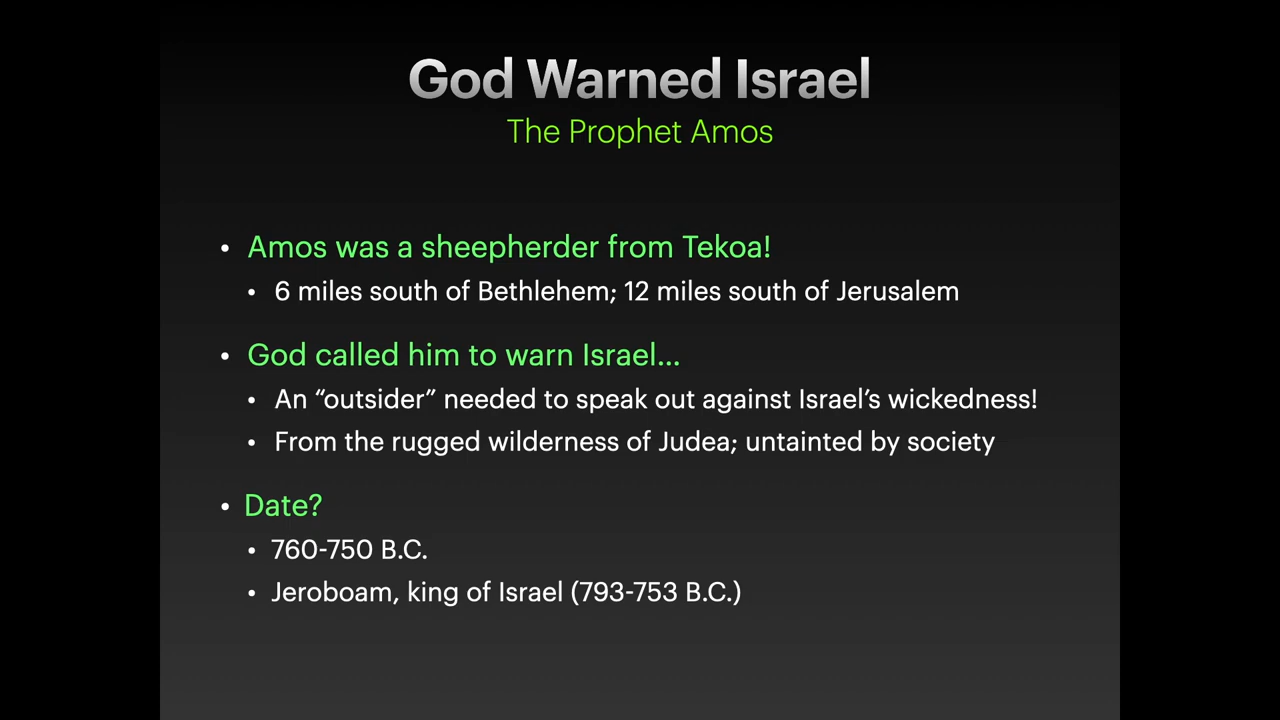 God Warned Israel
The Prophet Amos
• Amos was a sheepherder from Tekoa!
• 6 miles south of Bethlehem; 12 miles south of Jerusalem
• God called him to warn Israel...
• An “outsider” needed to speak out against Israel’s wickedness!
• From the rugged wilderness of Judea; untainted by society
• Date?
• 760-750 B.C.
• Jeroboam, king of Israel (793-753 B.C.)